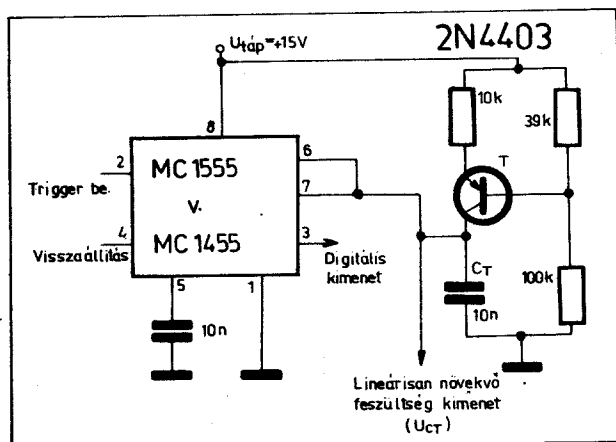 2N4403
Utáp=+15V
10k
39k
8
2
6
MC 1555
7
T
Trigger be.
v.
4
MC 1455
3
Visszaállítás
Digitális
kimenet
5
1
10n
CT
10n
100k
Lineárisan növekvő
feszültség kimenet
(UCT)